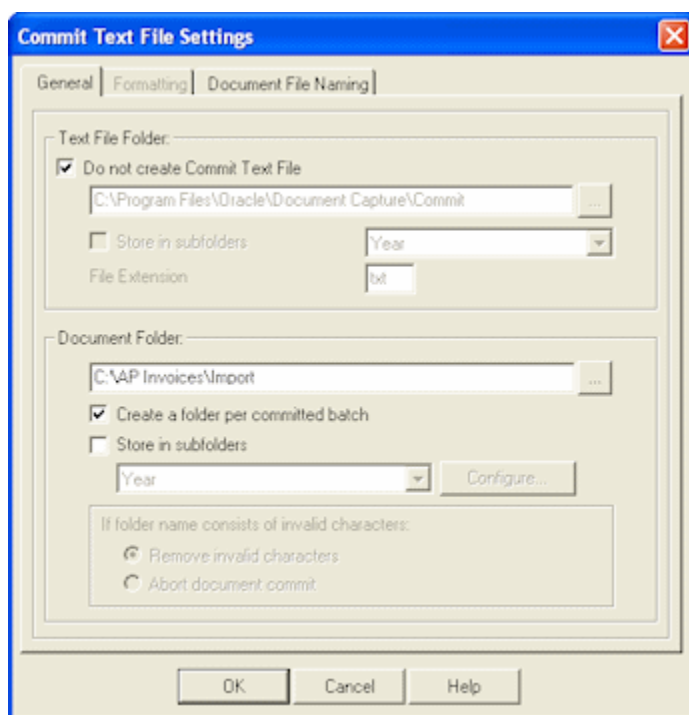 Commit Text File Settings
General Formatting Document File Naming
Text File Folder:
Do not create Commit Text File
C:\Program Files\Oracle\Document Capture\Commit ...
Store in subfolders Year
File Extension txt
Document Folder:
C:\AP Invoices\Import ...
Create a folder per committed batch
Store in subfolders
Year Configure...
If folder name consists of invalid characters:
Remove invalid characters
Abort document commit
OK Cancel Help